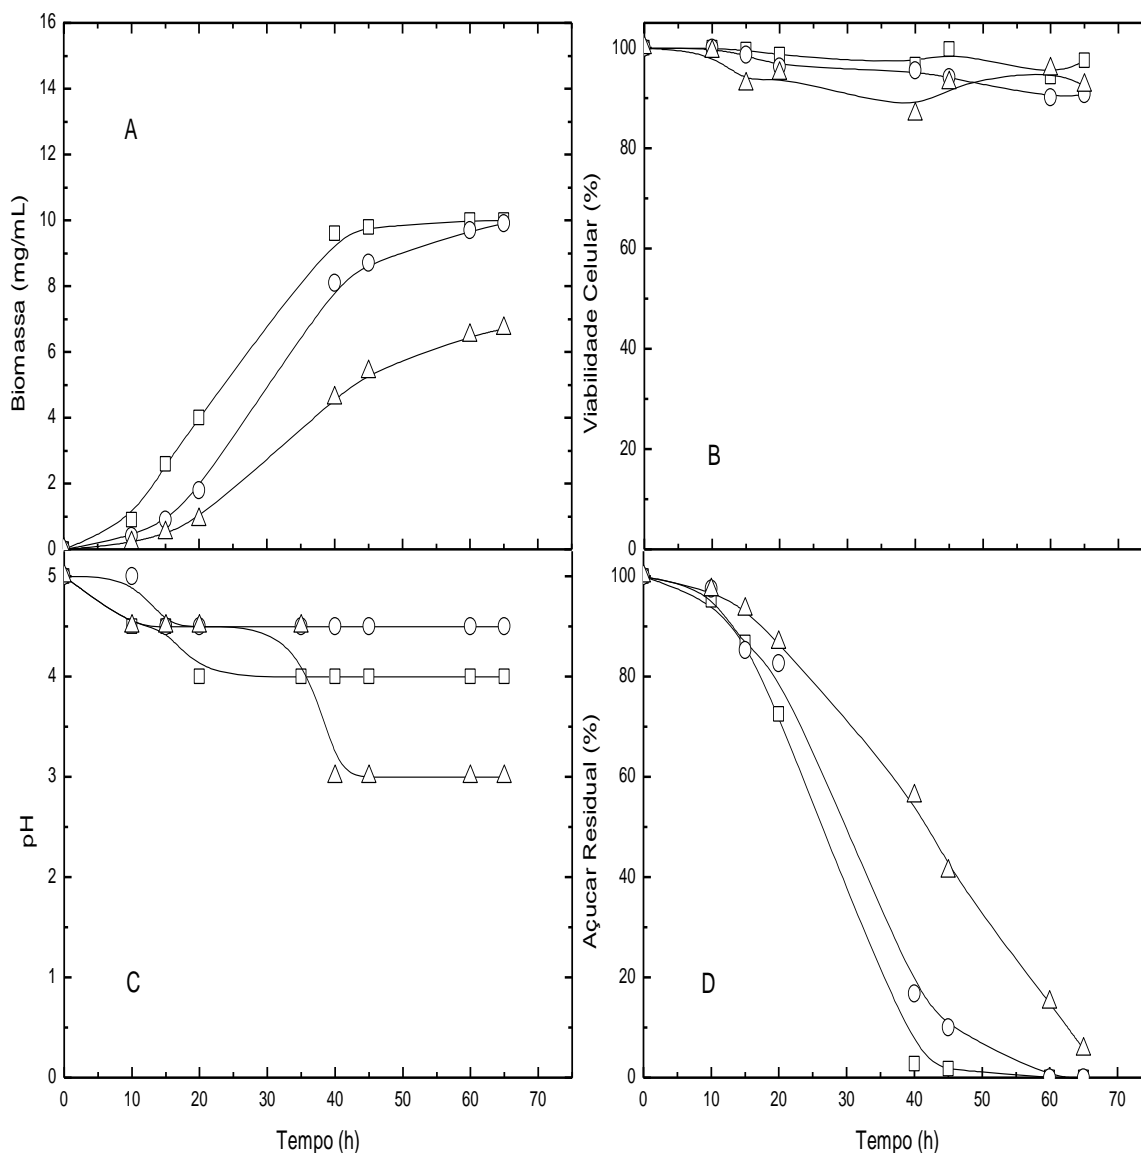 16
14
12
10
8
6
4
2
0
Biomassa (mg/mL)
A
100
80
60
40
20
0
Viabilidade Celular (%)
B
5
4
3
2
1
0
pH
C
0 10 20 30 40 50 60 70
Tempo (h)
100
80
60
40
20
0
Açucar Residual (%)
D
0 10 20 30 40 50 60 70
Tempo (h)